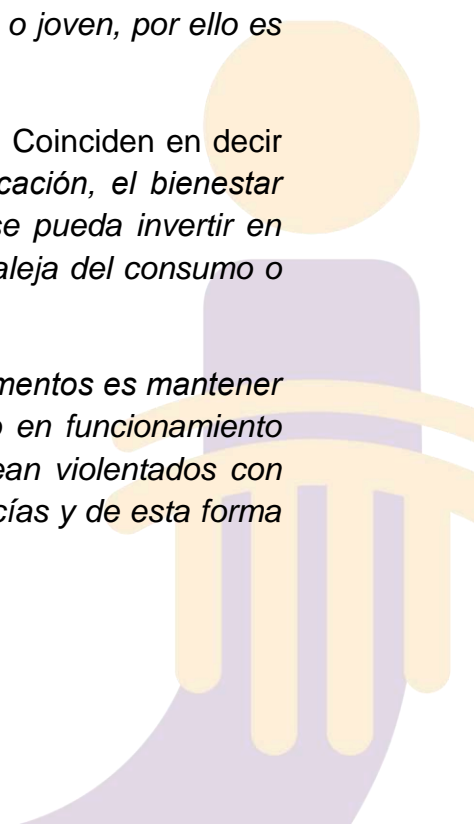 o joven, por ello es
Coinciden en decir
cación, el bienestar
se pueda invertir en
aleja del consumo o
mentos es mantener
o en funcionamiento
ean violentados con
cías y de esta forma